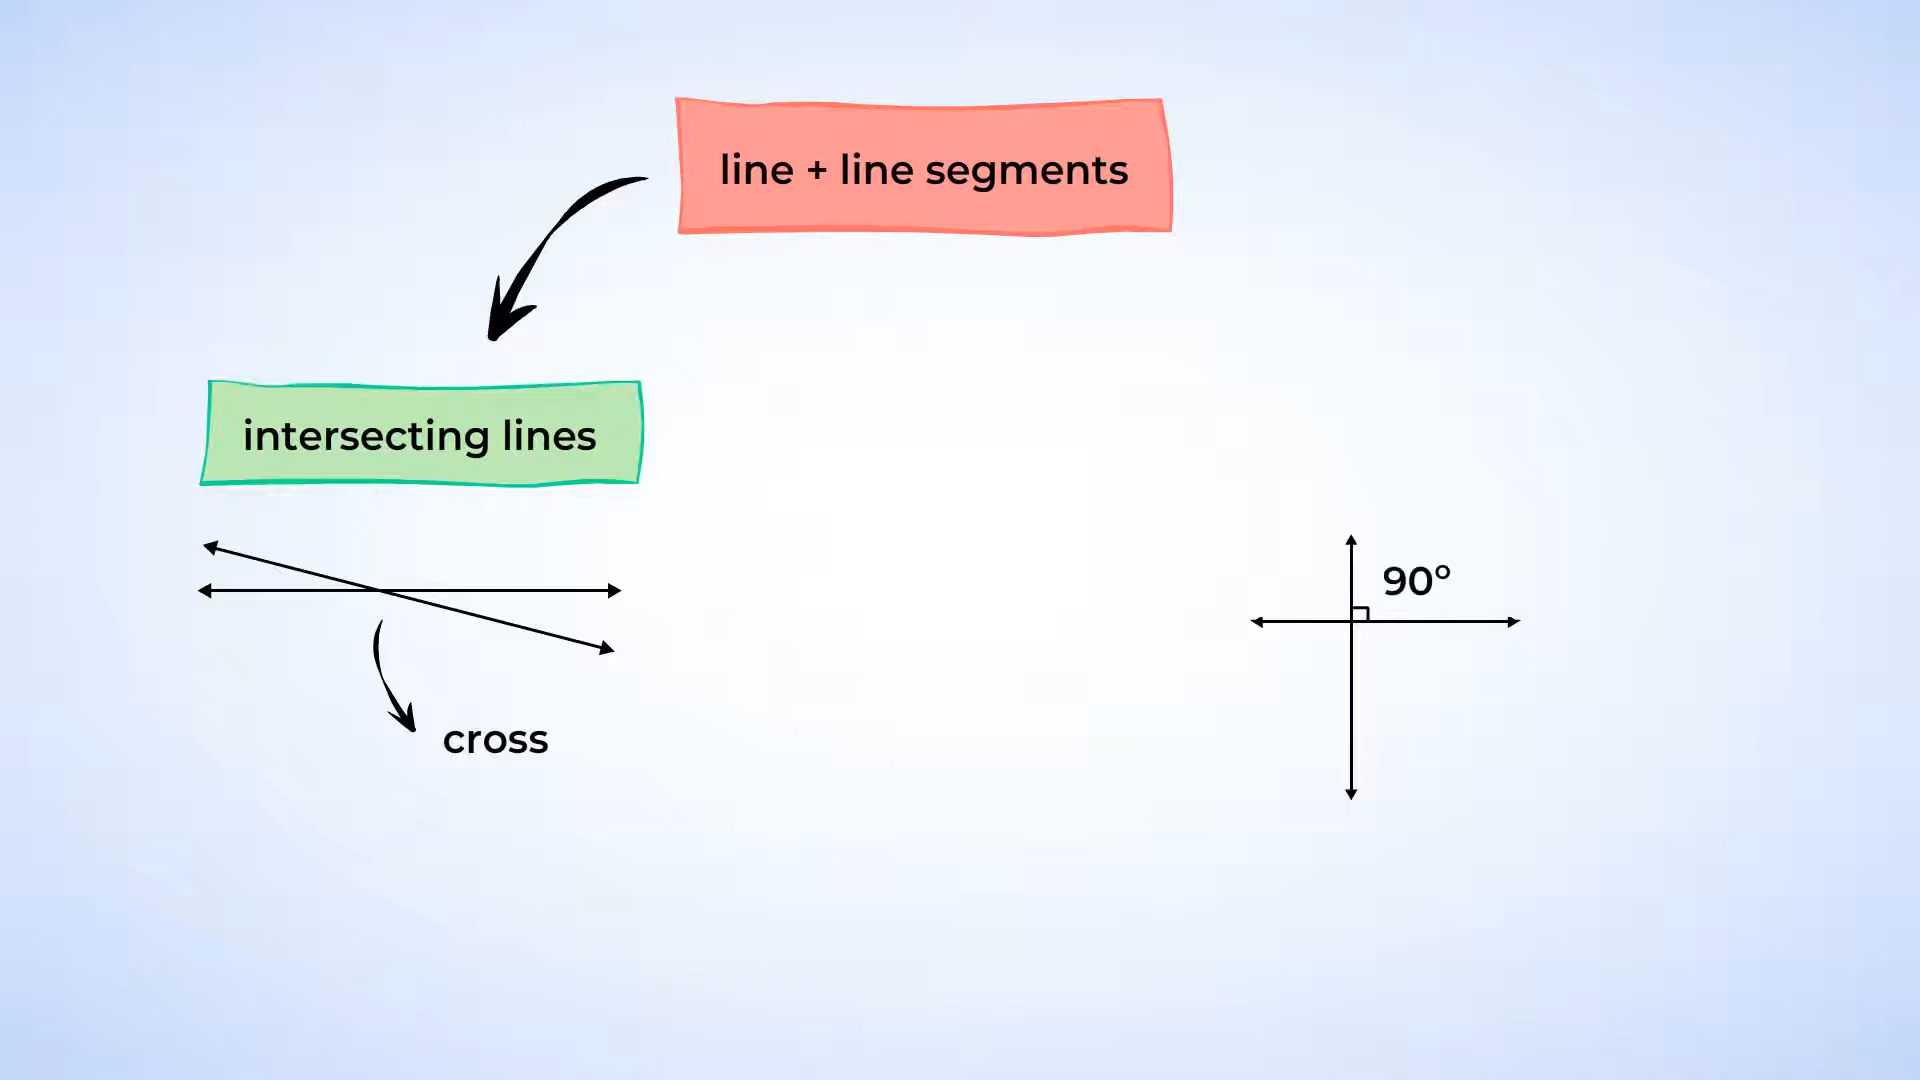 line + line segments
intersecting lines
90°
cross